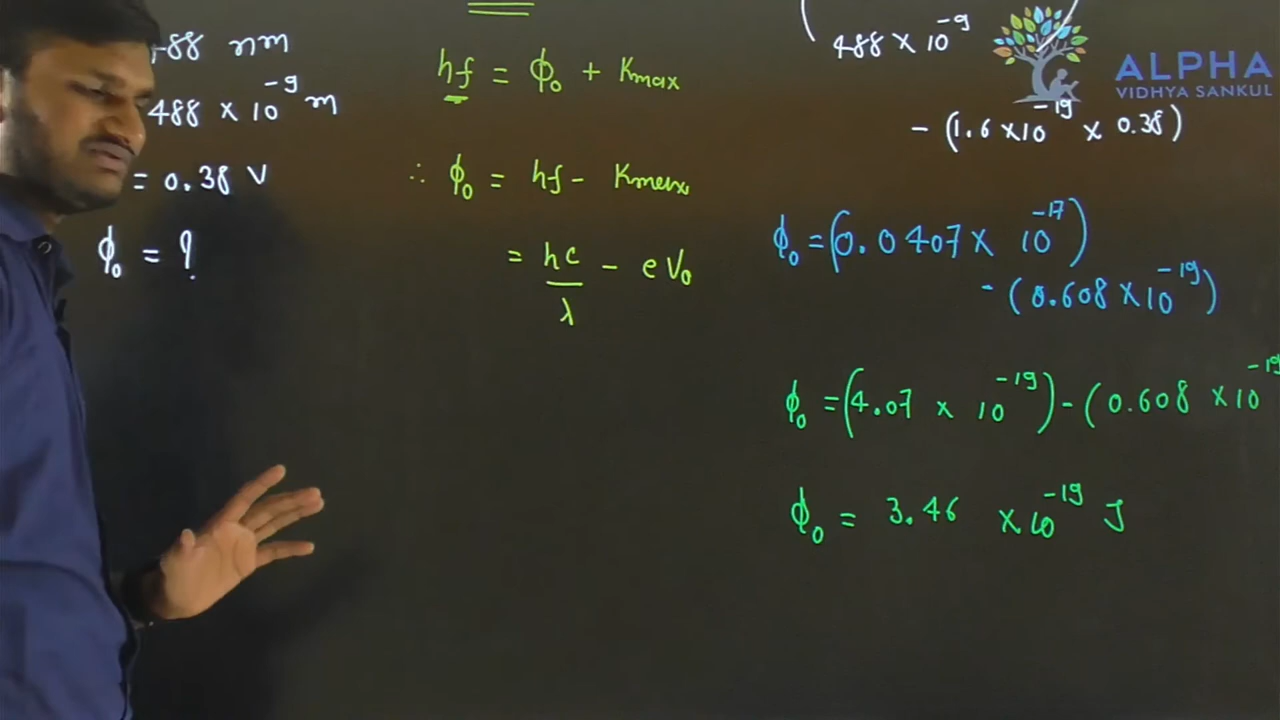 488 nm
488 × 10⁻⁹ m
= 0.38 V
ϕ₀ = ?
hf = ϕ₀ + Kmax
∴ ϕ₀ = hf - Kmax
= hc/λ - eV₀
488 × 10⁻⁹
- (1.6 × 10⁻¹⁹ × 0.38)
ϕ₀ = (0.0407 × 10⁻¹⁷)
- (0.608 × 10⁻¹⁹)
ϕ₀ = (4.07 × 10⁻¹⁹) - (0.608 × 10⁻¹⁹
ϕ₀ = 3.46 × 10⁻¹⁹ J
ALPHA
VIDHYA SANKUL